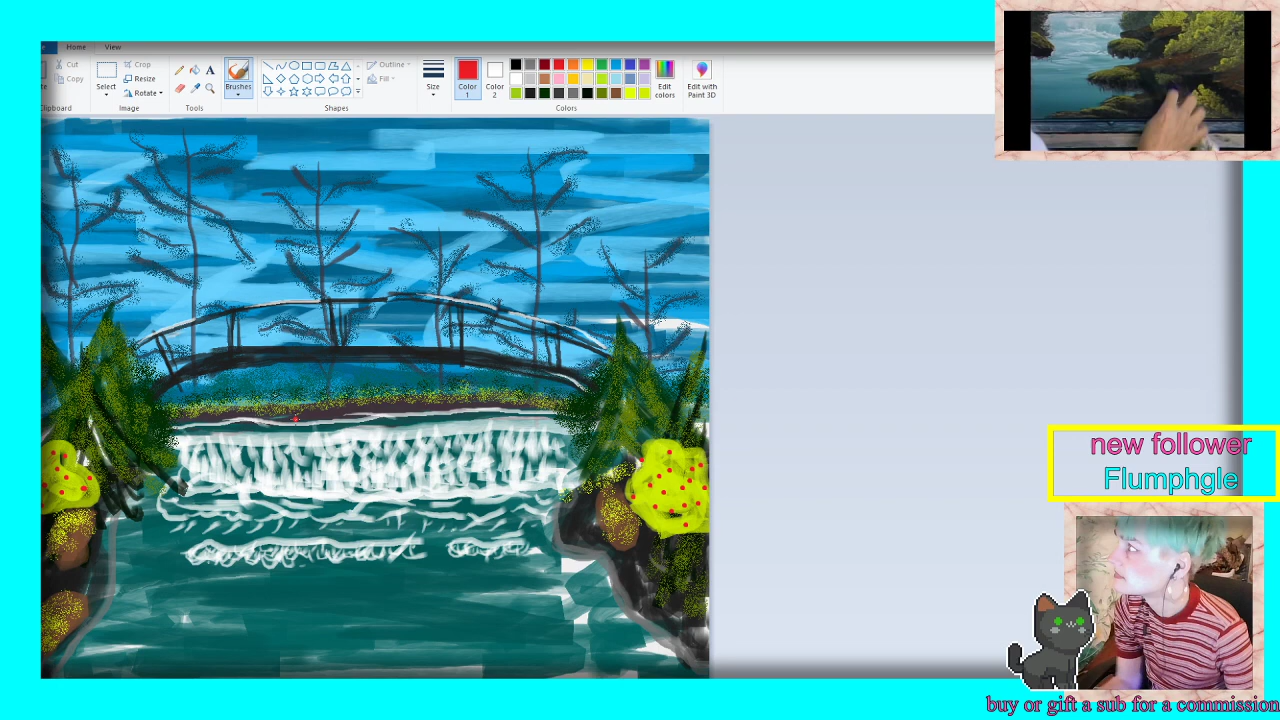 Home View
Cut
Copy
Clipboard
Select
Crop
Resize
Rotate
Image
A
Tools
Brushes
Outline
Fill
Shapes
Size
Color
1
Color
2
Edit
colors
Colors
Edit with
Paint 3D
new follower
Flumphgle
buy or gift a sub for a commission